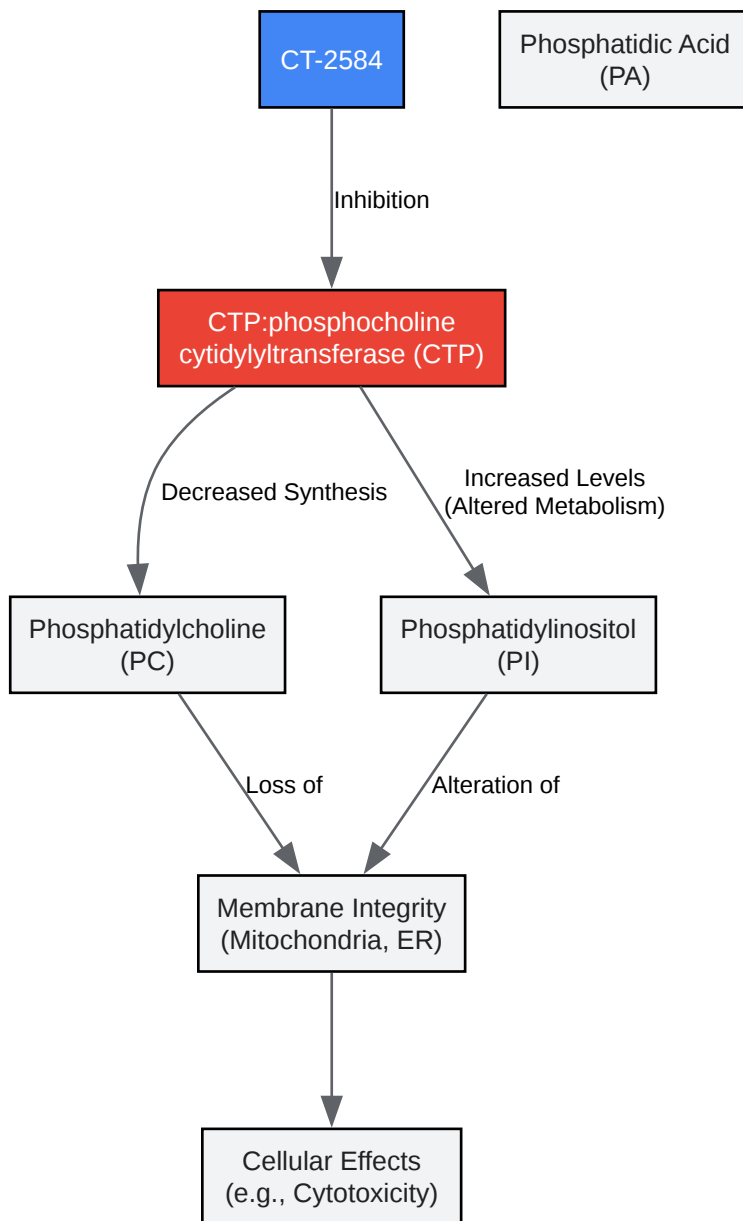 CT-2584
Phosphatidic Acid
(PA)
Inhibition
CTP:phosphocholine
cytidylyltransferase (CTP)
Decreased Synthesis
Increased Levels
(Altered Metabolism)
Phosphatidylcholine
(PC)
Phosphatidylinositol
(PI)
Loss of
Alteration of
Membrane Integrity
(Mitochondria, ER)
Cellular Effects
(e.g., Cytotoxicity)